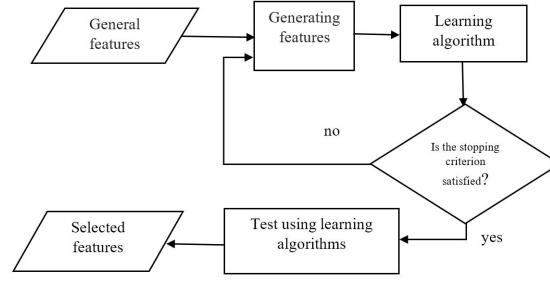 General
features
Generating
features
Learning
algorithm
no
Is the stopping
criterion
satisfied?
yes
Test using learning
algorithms
Selected
features